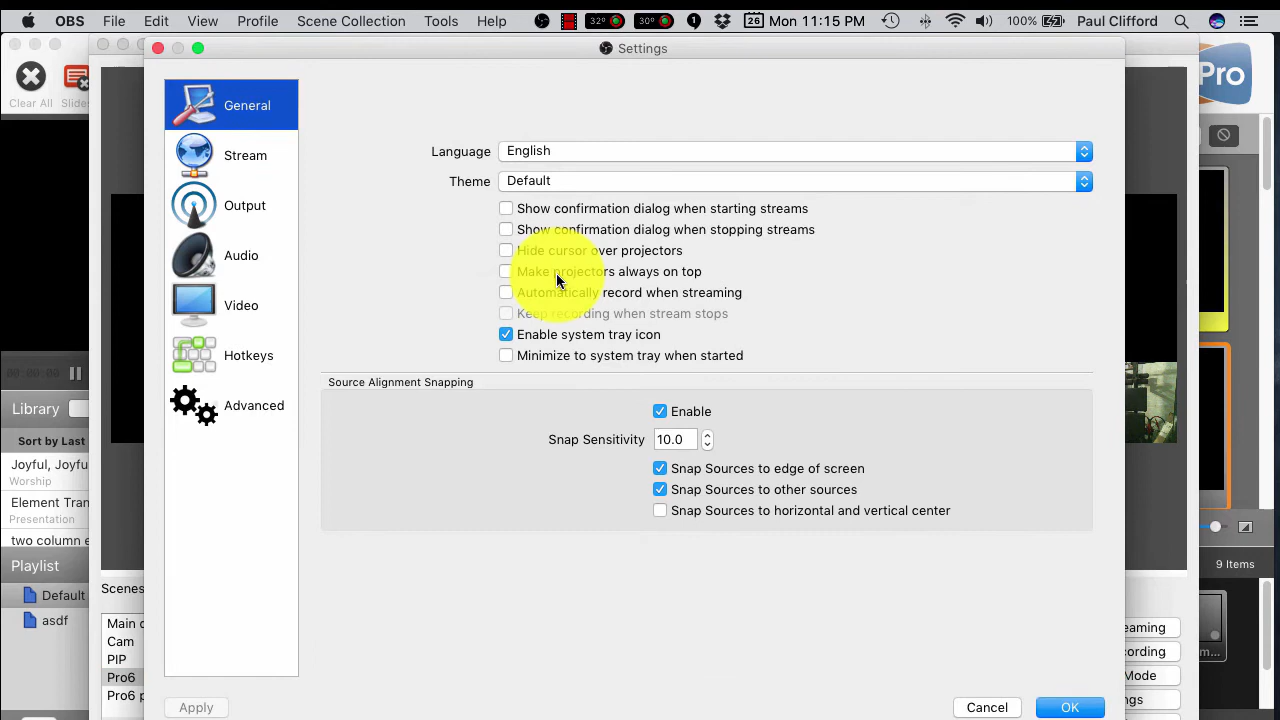 OBS File Edit View Profile Scene Collection Tools Help 32° 30° 26 Mon 11:15 PM 100% Paul Clifford
Settings
Clear All Slides
Pro
General
Stream
Output
Audio
Video
Hotkeys
Advanced
Language English
Theme Default
Show confirmation dialog when starting streams
Show confirmation dialog when stopping streams
Hide cursor over projectors
Make projectors always on top
Automatically record when streaming
Keep recording when stream stops
Enable system tray icon
Minimize to system tray when started
Source Alignment Snapping
Enable
Snap Sensitivity 10.0
Snap Sources to edge of screen
Snap Sources to other sources
Snap Sources to horizontal and vertical center
00:00:00
Library
Sort by Last
Joyful, Joyfu
Worship
Element Tran
Presentation
two column e
Playlist
Default
asdf
Scenes
Main
Cam
PIP
Pro6
Pro6 p
9 Items
eaming
cording
Mode
ngs
m...
Apply Cancel OK